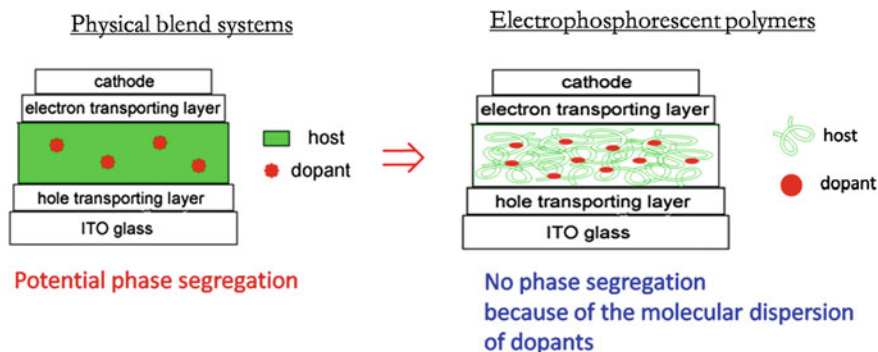 Physical blend systems
cathode
electron transporting layer
host
dopant
hole transporting layer
ITO glass
Potential phase segregation
Electrophosphorescent polymers
cathode
electron transporting layer
host
dopant
hole transporting layer
ITO glass
No phase segregation
because of the molecular dispersion
of dopants